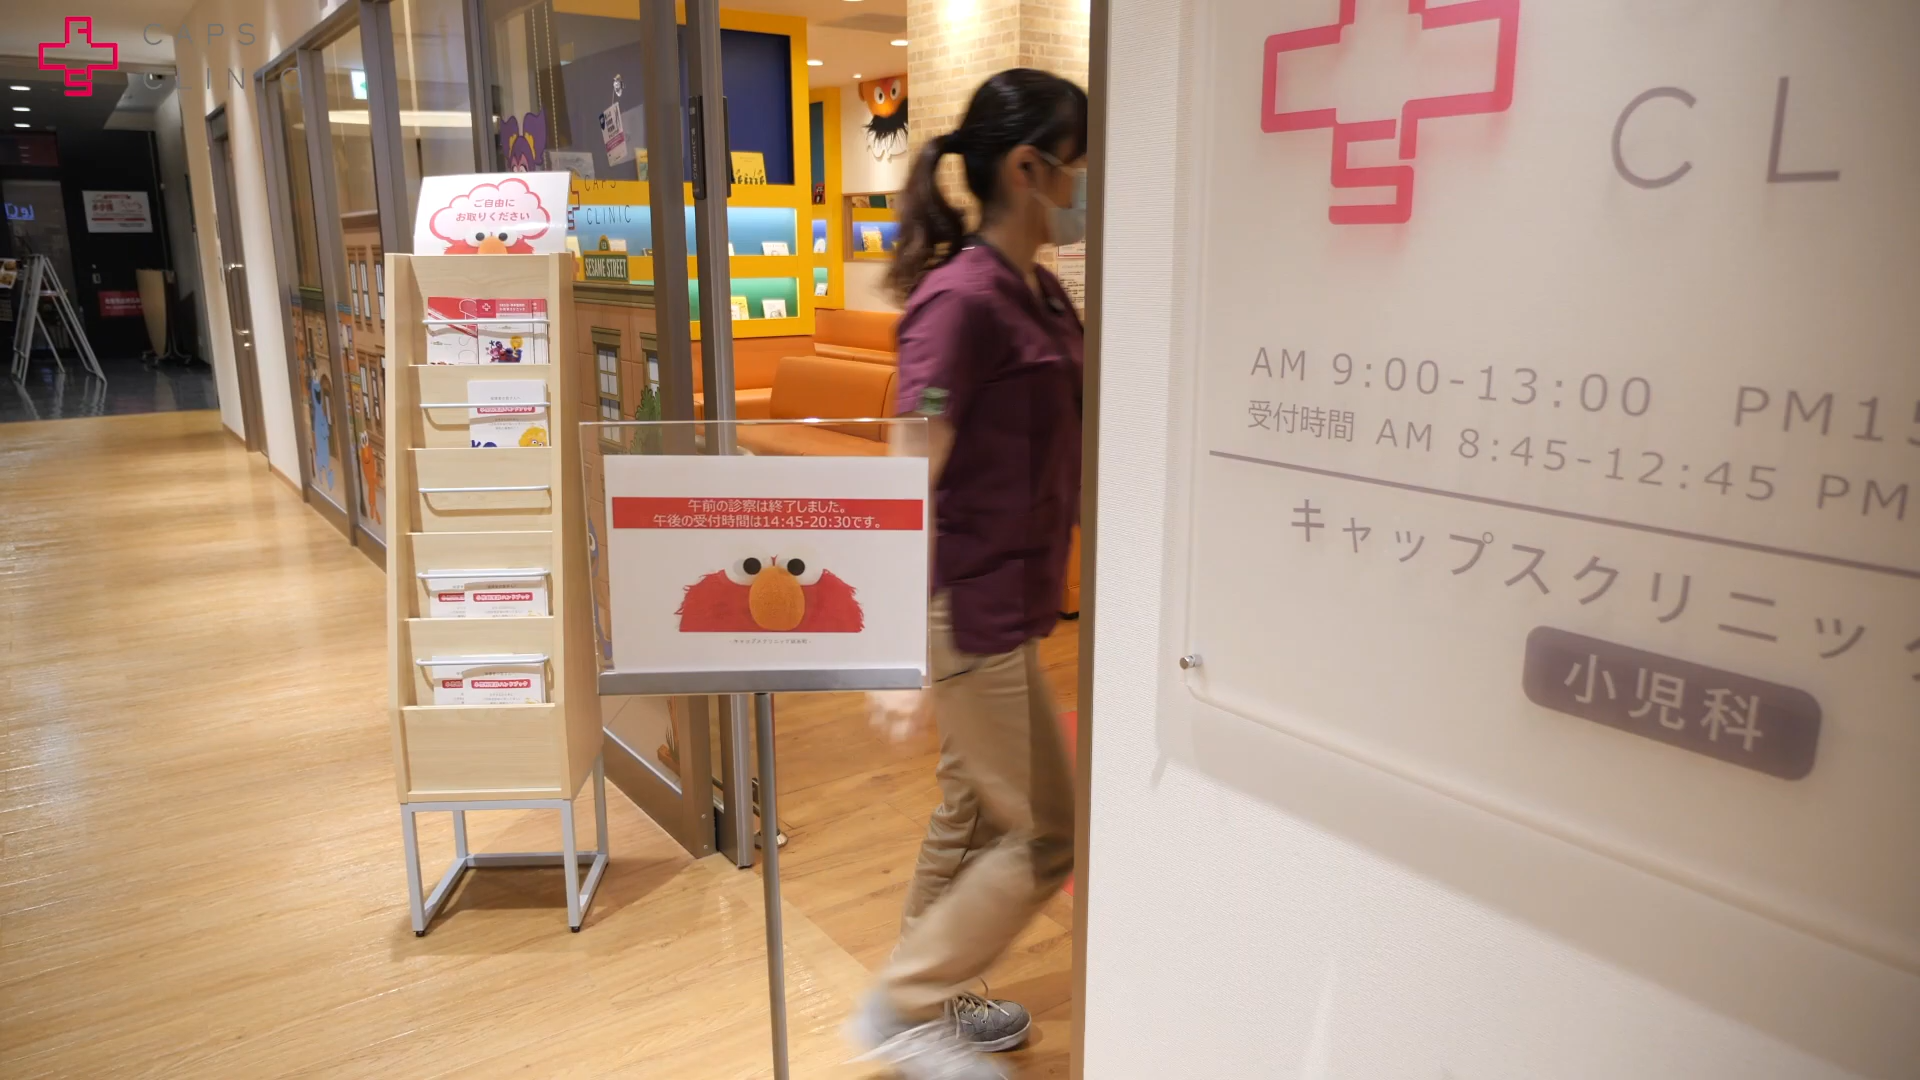 CAPS
CLIN
ご自由に
お取りください
CAPS
CLINIC
SESAME STREET
午前の診察は終了しました。
午後の受付時間は14:45-20:30です。
CL
AM 9:00-13:00 PM15
受付時間 AM 8:45-12:45 PM
キャップスクリニック
小児科